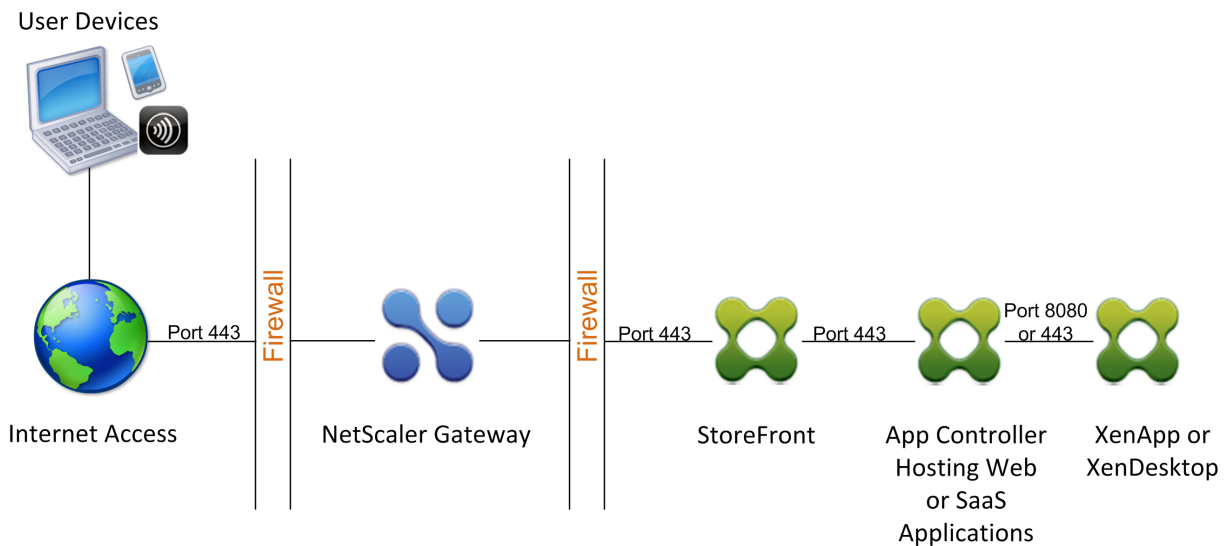 User Devices
Firewall
Firewall
Port 443
Port 443
Port 443
Port 8080
or 443
Internet Access
NetScaler Gateway
StoreFront
App Controller
Hosting Web
or SaaS
Applications
XenApp or
XenDesktop